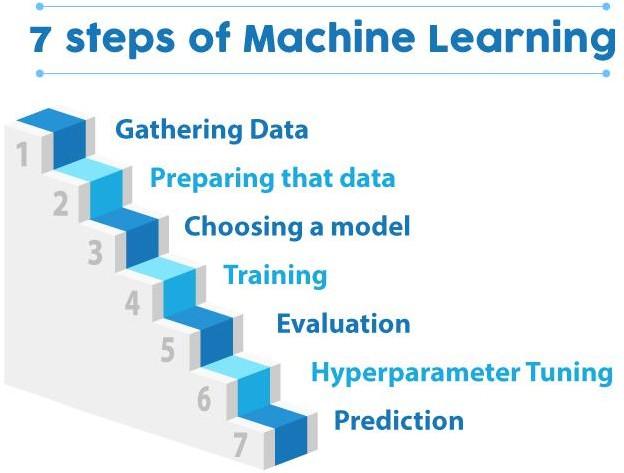 7 steps of Machine Learning
1 Gathering Data
2 Preparing that data
3 Choosing a model
4 Training
5 Evaluation
6 Hyperparameter Tuning
7 Prediction